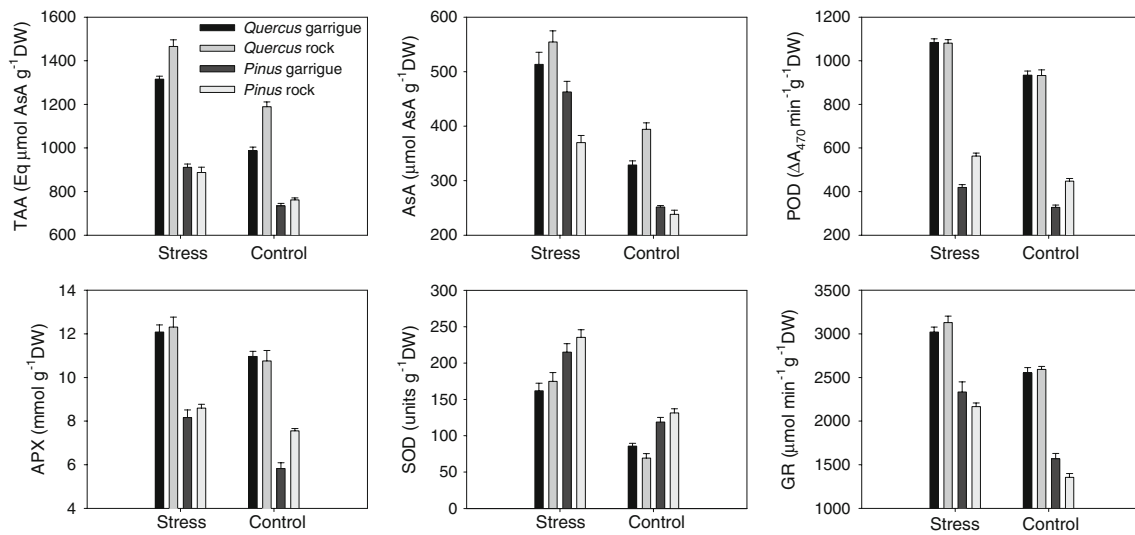 TAA (Eq µmol AsA g⁻¹DW)
1600
1400
1200
1000
800
600
Quercus garrigue
Quercus rock
Pinus garrigue
Pinus rock
Stress
Control
AsA (µmol AsA g⁻¹DW)
600
500
400
300
200
Stress
Control
POD (ΔA₄₇₀ min⁻¹g⁻¹DW)
1200
1000
800
600
400
200
Stress
Control
APX (mmol g⁻¹DW)
14
12
10
8
6
4
Stress
Control
SOD (units g⁻¹DW)
300
250
200
150
100
50
0
Stress
Control
GR (µmol min⁻¹g⁻¹DW)
3500
3000
2500
2000
1500
1000
Stress
Control